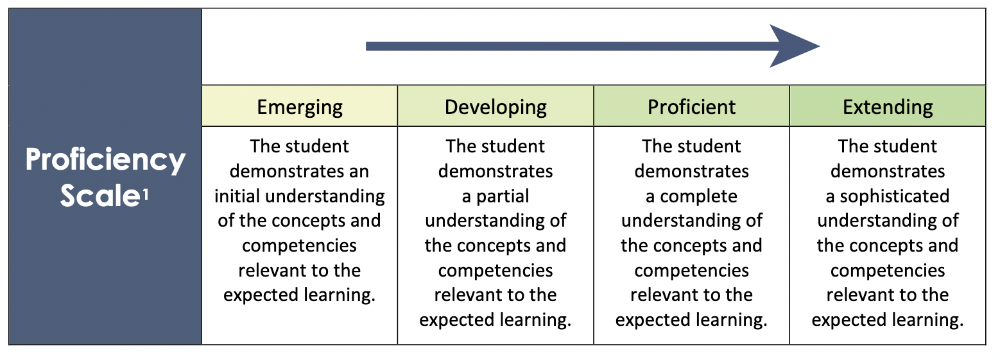 Proficiency
Scale¹
Emerging
The student
demonstrates an
initial understanding
of the concepts and
competencies
relevant to the
expected learning.
Developing
The student
demonstrates
a partial
understanding of
the concepts and
competencies
relevant to the
expected learning.
Proficient
The student
demonstrates
a complete
understanding of
the concepts and
competencies
relevant to the
expected learning.
Extending
The student
demonstrates
a sophisticated
understanding of
the concepts and
competencies
relevant to the
expected learning.